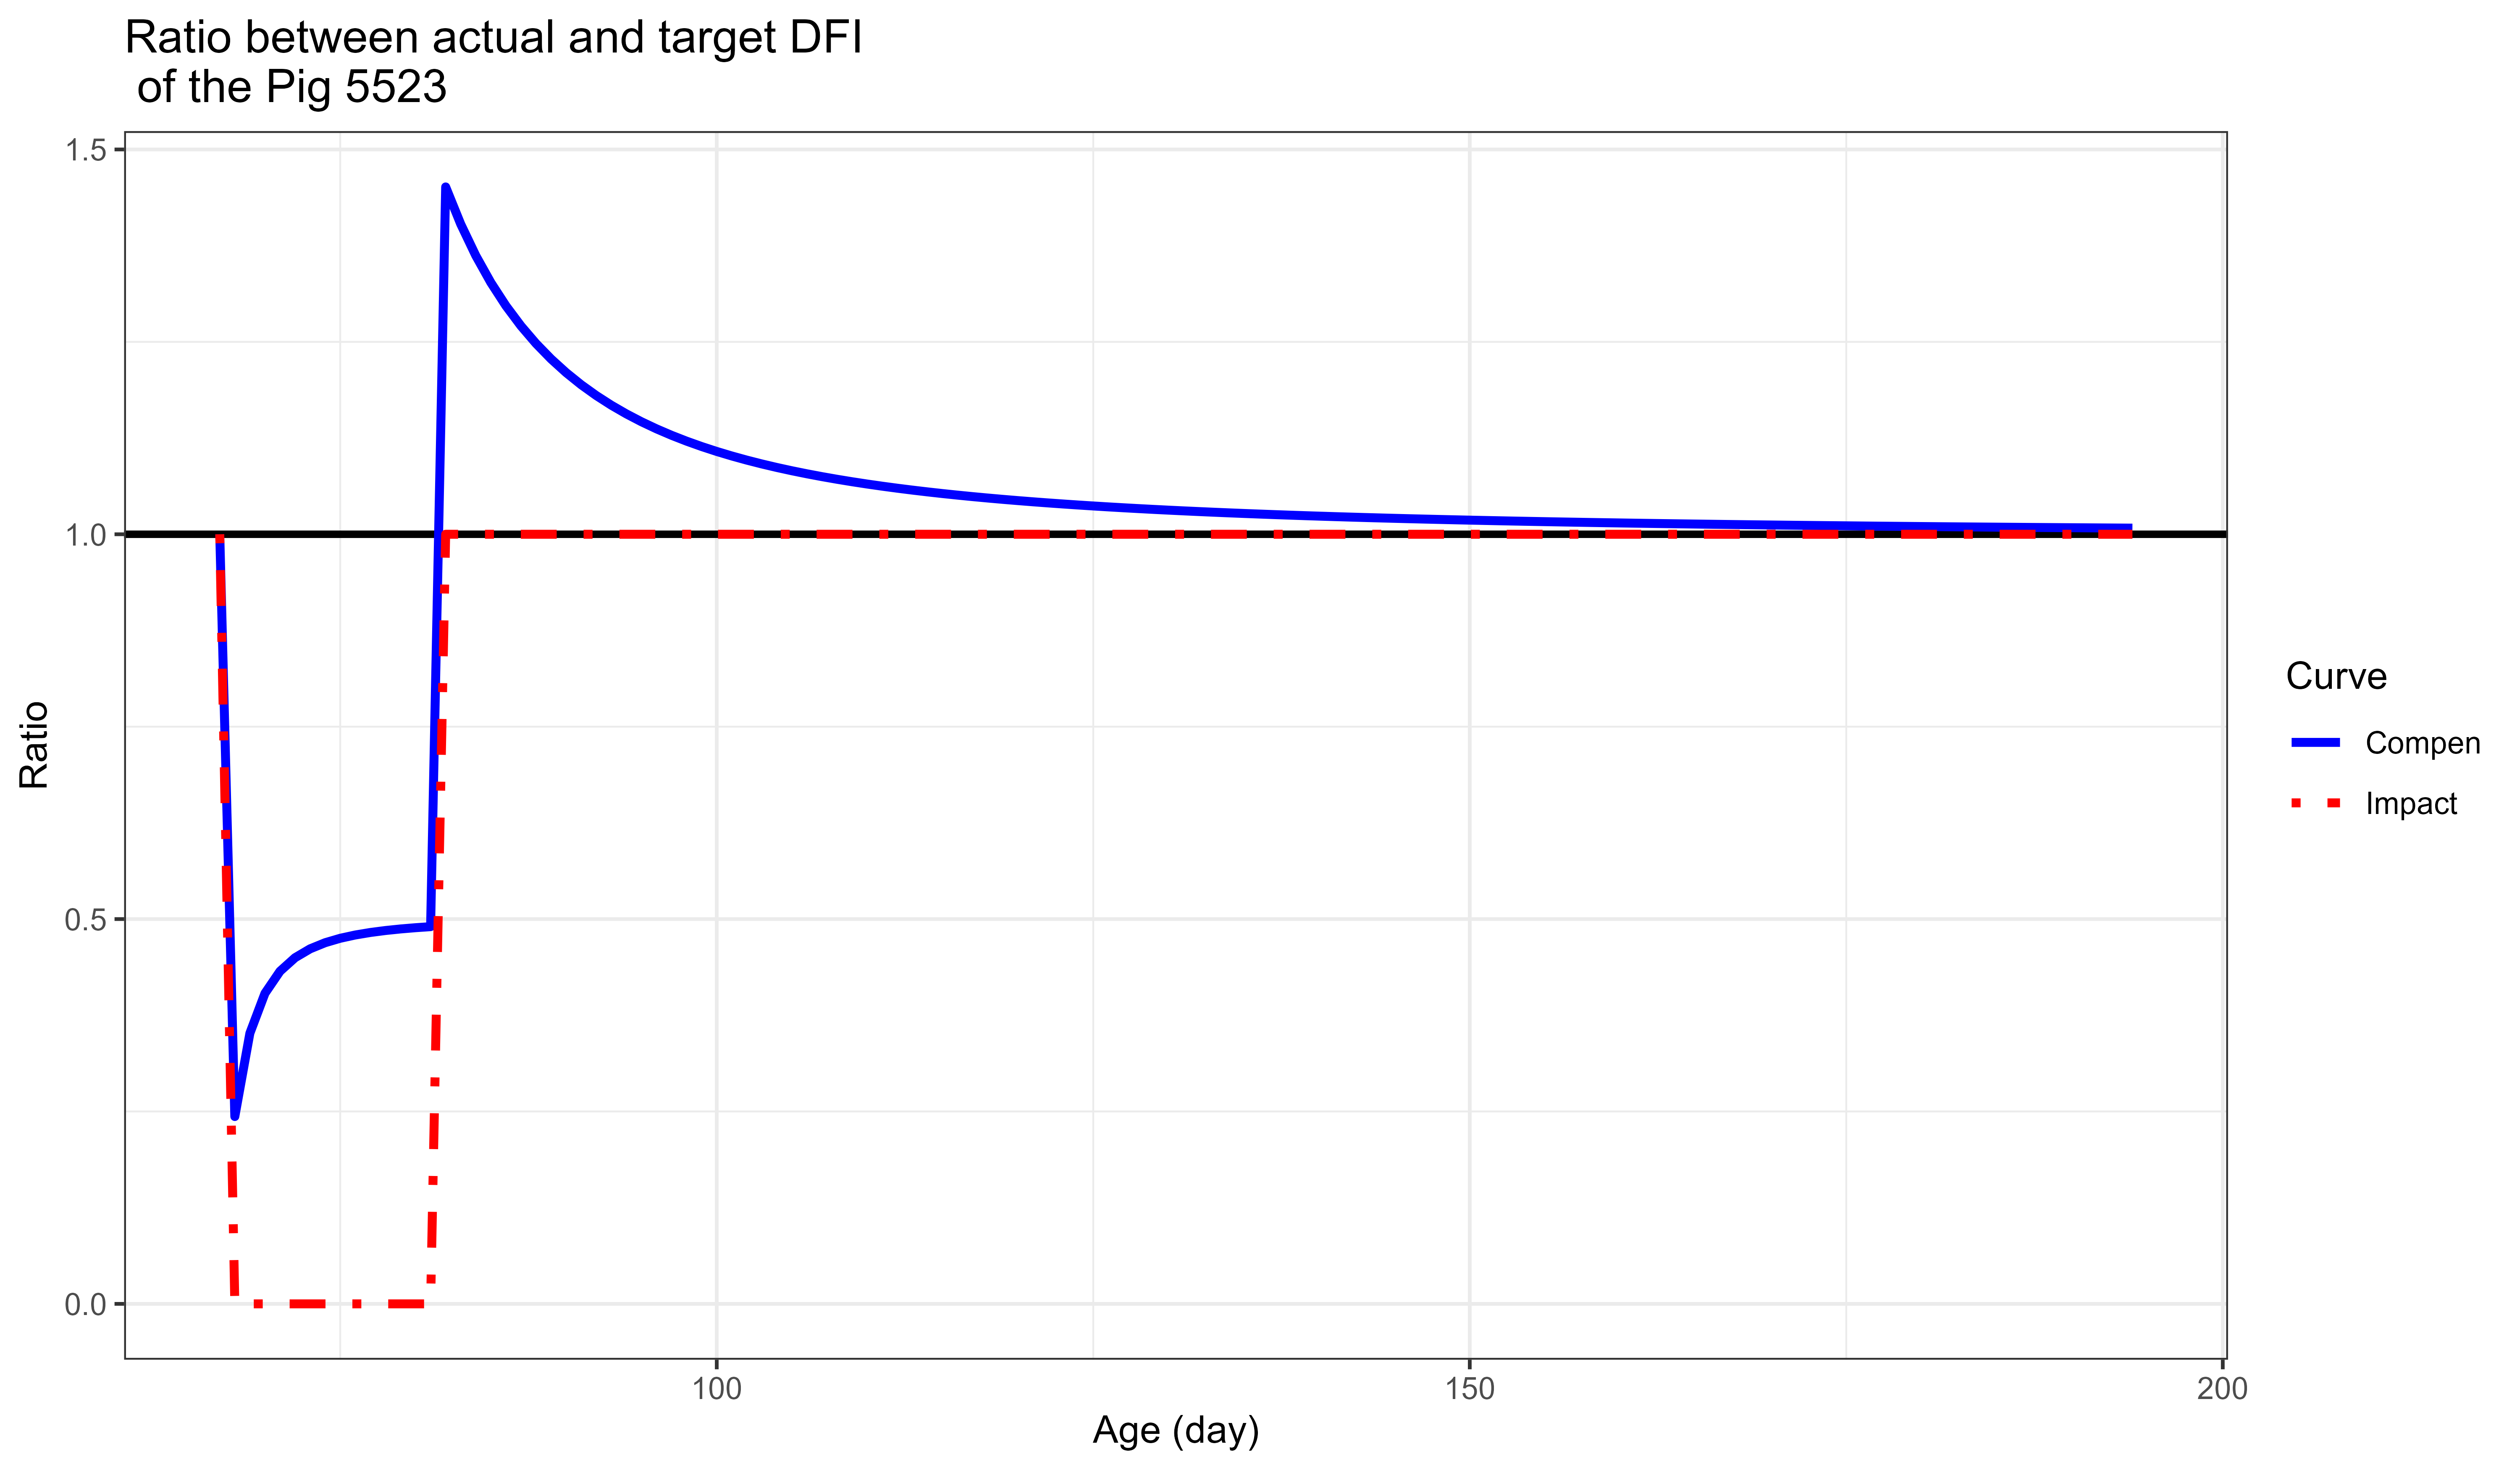 Ratio between actual and target DFI
of the Pig 5523
1.5
1.0
0.5
0.0
Ratio
100
150
200
Age (day)
Curve
Compen
Impact